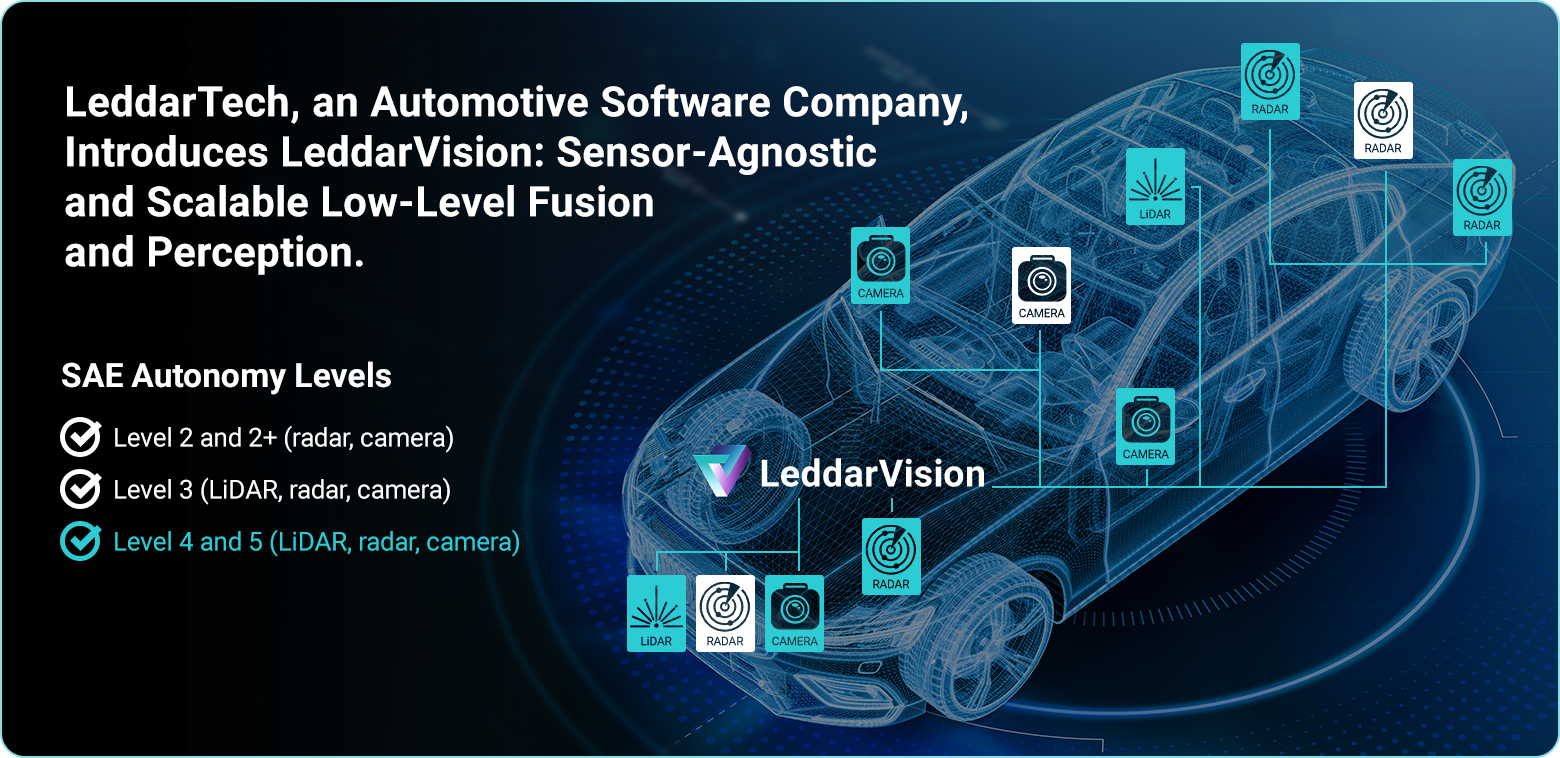 LeddarTech, an Automotive Software Company,
Introduces LeddarVision: Sensor-Agnostic
and Scalable Low-Level Fusion
and Perception.
SAE Autonomy Levels
Level 2 and 2+ (radar, camera)
Level 3 (LiDAR, radar, camera)
Level 4 and 5 (LiDAR, radar, camera)
RADAR
RADAR
LiDAR
RADAR
CAMERA
CAMERA
CAMERA
LeddarVision
RADAR
LiDAR
RADAR
CAMERA